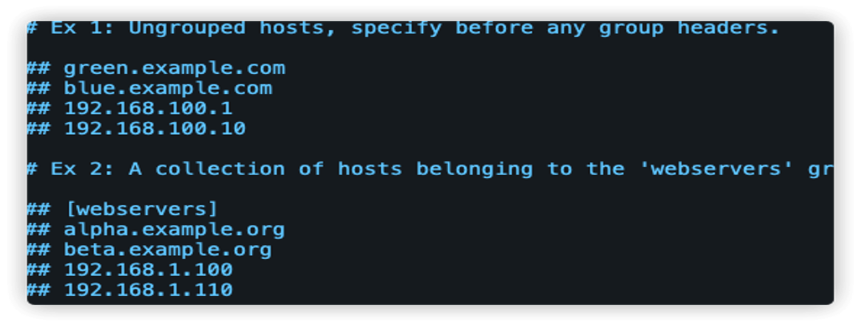 # Ex 1: Ungrouped hosts, specify before any group headers.
## green.example.com
## blue.example.com
## 192.168.100.1
## 192.168.100.10
# Ex 2: A collection of hosts belonging to the 'webservers' gr
## [webservers]
## alpha.example.org
## beta.example.org
## 192.168.1.100
## 192.168.1.110